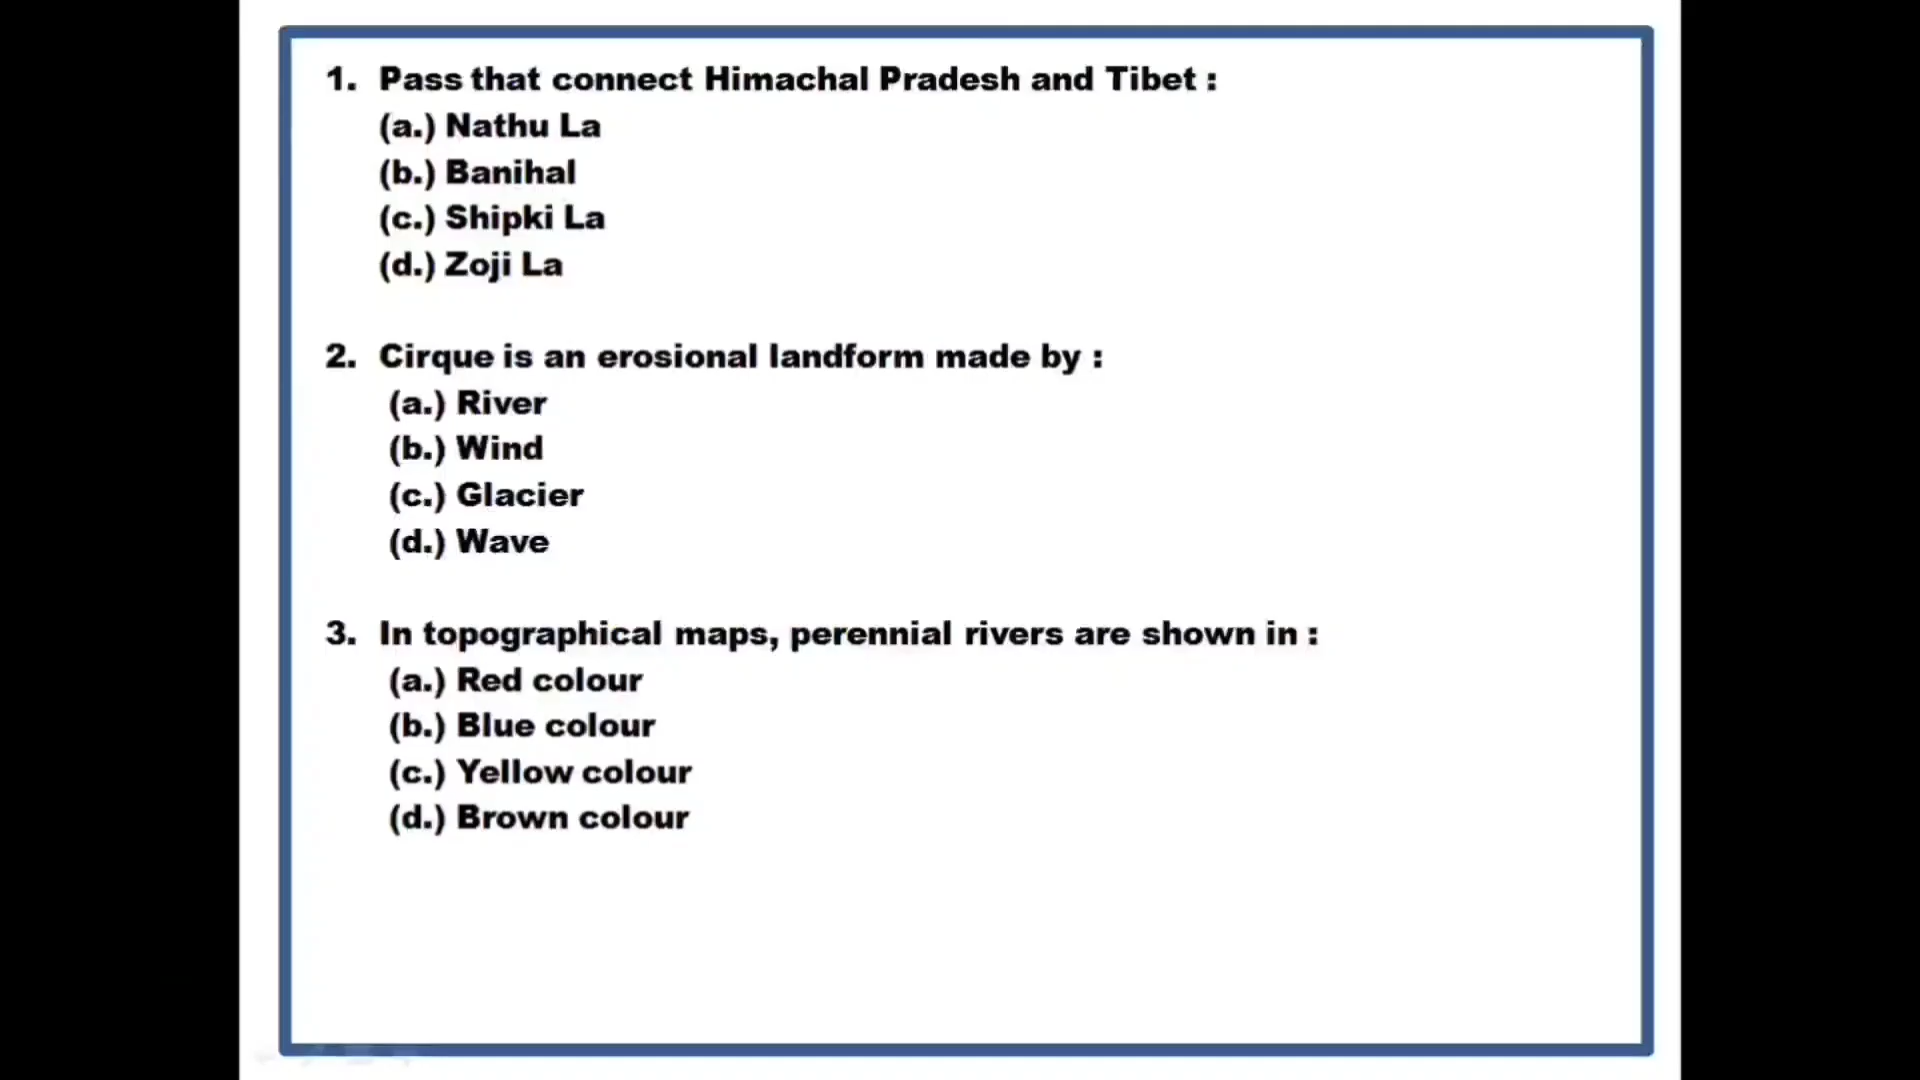 1. Pass that connect Himachal Pradesh and Tibet :
(a.) Nathu La
(b.) Banihal
(c.) Shipki La
(d.) Zoji La
2. Cirque is an erosional landform made by :
(a.) River
(b.) Wind
(c.) Glacier
(d.) Wave
3. In topographical maps, perennial rivers are shown in :
(a.) Red colour
(b.) Blue colour
(c.) Yellow colour
(d.) Brown colour